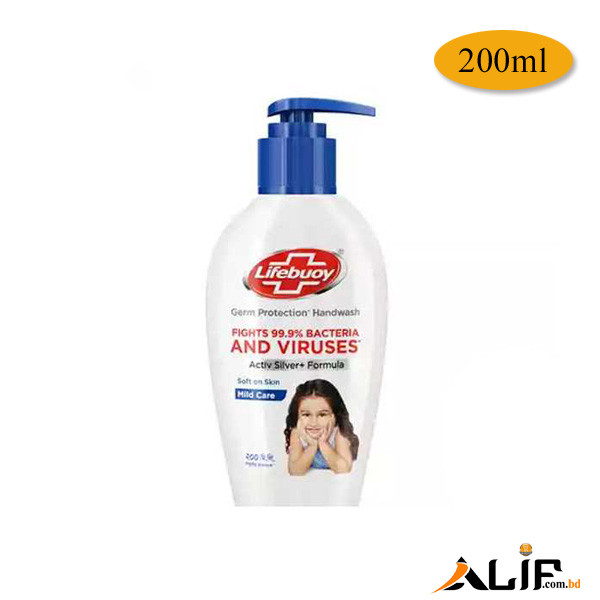 200ml
Lifebuoy
Germ Protection* Handwash
FIGHTS 99.9% BACTERIA
AND VIRUSES*
Activ Silver+ Formula
Soft on Skin
Mild Care
200
ALIF.com.bd